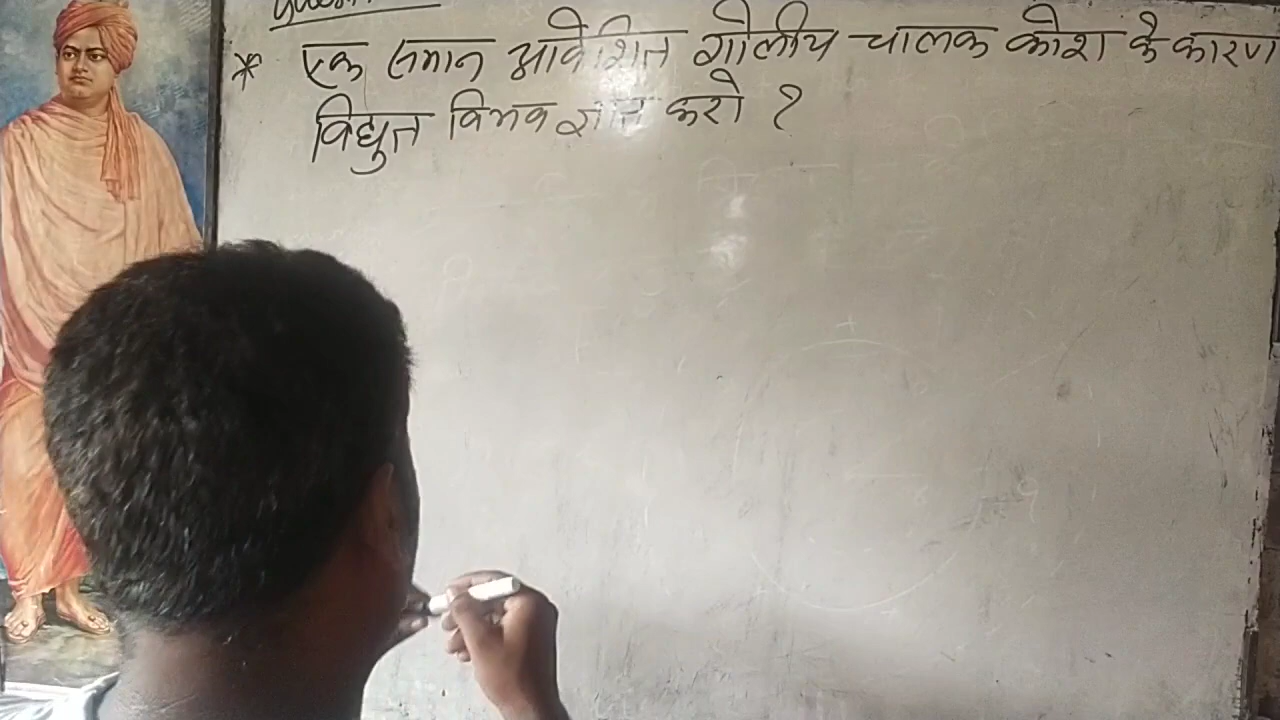 * एक समान आवेशित गोलीय चालक कोश के कारण
विद्युत विभव ज्ञात करो ?